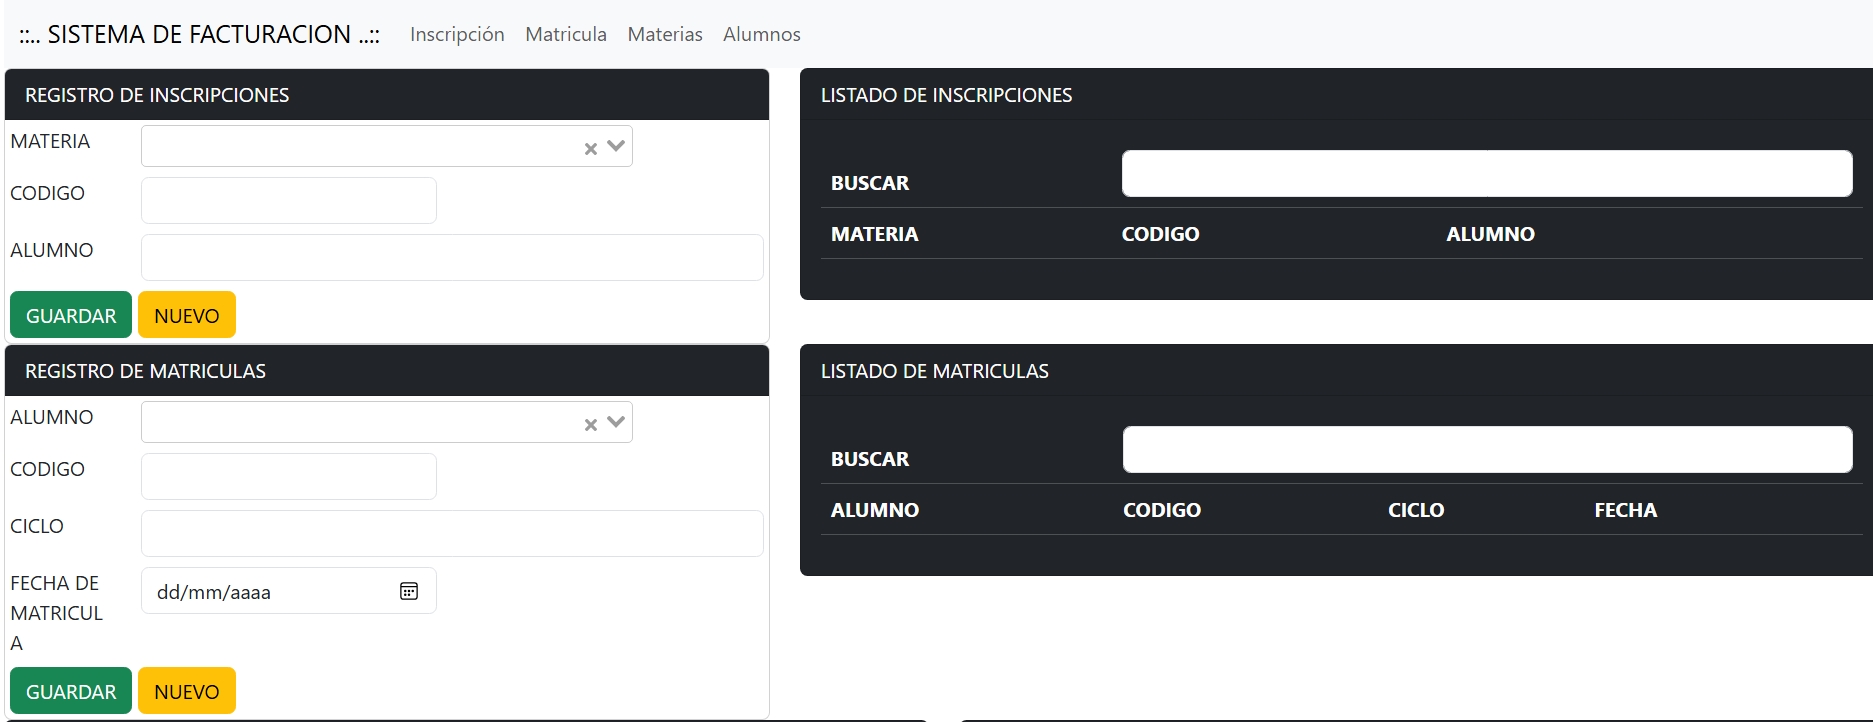 ::.. SISTEMA DE FACTURACION ..:: Inscripción Matricula Materias Alumnos
REGISTRO DE INSCRIPCIONES
MATERIA
CODIGO
ALUMNO
GUARDAR NUEVO
LISTADO DE INSCRIPCIONES
BUSCAR
MATERIA CODIGO ALUMNO
REGISTRO DE MATRICULAS
ALUMNO
CODIGO
CICLO
FECHA DE
MATRICUL
A
dd/mm/aaaa
GUARDAR NUEVO
LISTADO DE MATRICULAS
BUSCAR
ALUMNO CODIGO CICLO FECHA